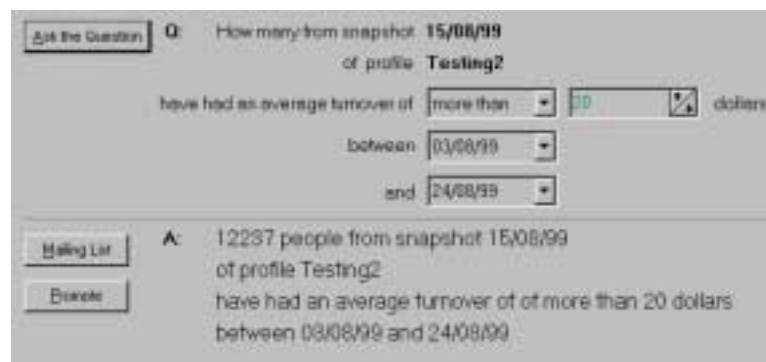 Ask the Question Q: How many from snapshot 15/08/99
of profile Testing2
have had an average turnover of more than 20 dollars
between 03/08/99
and 24/08/99
Mailing List A: 12237 people from snapshot 15/08/99
of profile Testing2
Promote
have had an average turnover of of more than 20 dollars
between 03/08/99 and 24/08/99